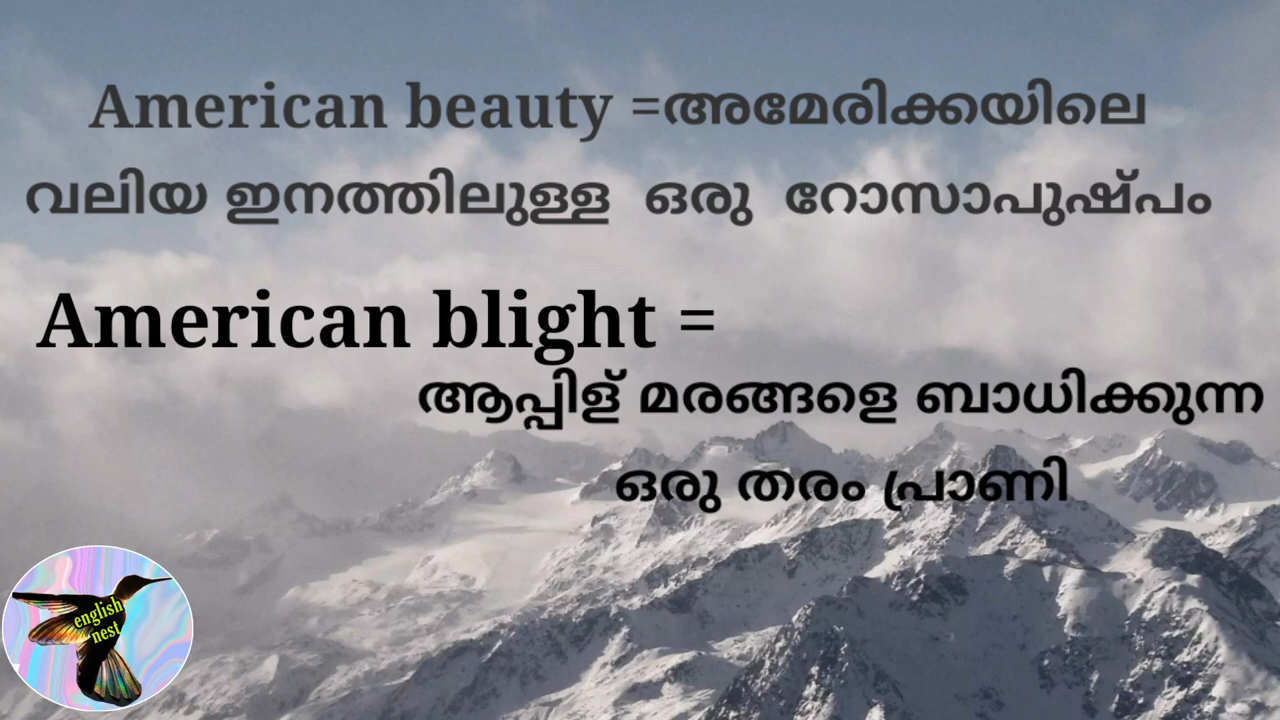 American beauty =അമേരിക്കയിലെ
വലിയ ഇനത്തിലുള്ള ഒരു റോസാപുഷ്പം
American blight =
ആപ്പിള് മരങ്ങളെ ബാധിക്കുന്ന
ഒരു തരം പ്രാണി
english
nest